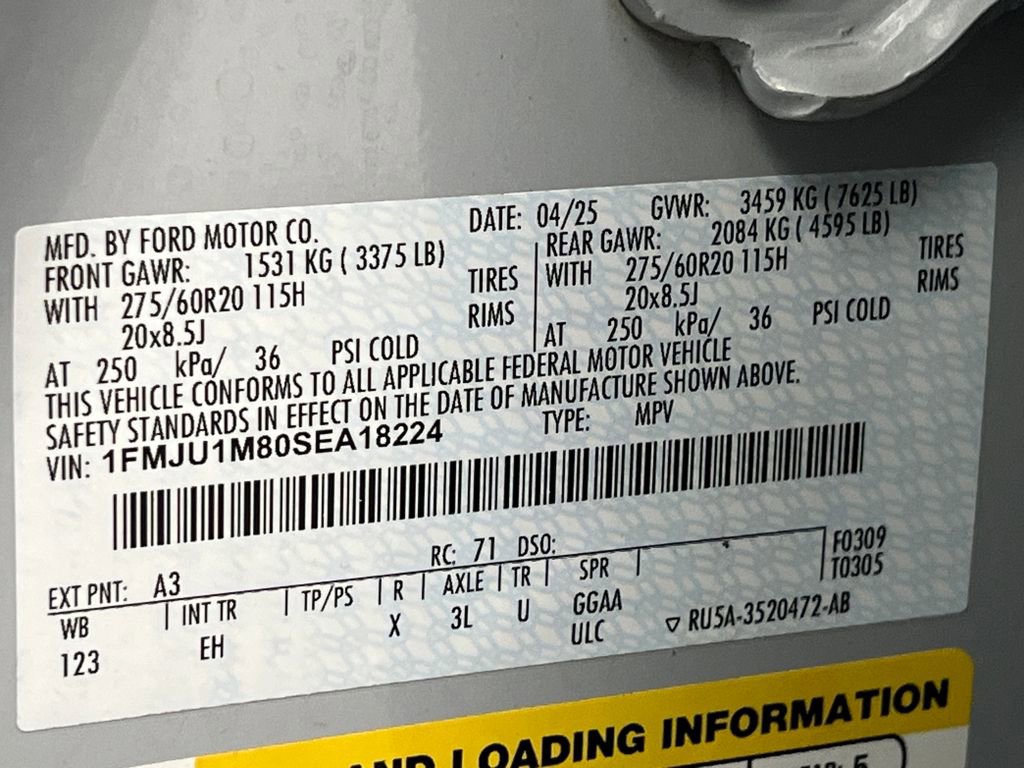 MFD. BY FORD MOTOR CO. DATE: 04/25 GVWR: 3459 KG ( 7625 LB)
FRONT GAWR: 1531 KG ( 3375 LB) REAR GAWR: 2084 KG ( 4595 LB)
WITH 275/60R20 115H TIRES WITH 275/60R20 115H TIRES
20x8.5J RIMS 20x8.5J RIMS
AT 250 kPa/ 36 PSI COLD AT 250 kPa/ 36 PSI COLD
THIS VEHICLE CONFORMS TO ALL APPLICABLE FEDERAL MOTOR VEHICLE
SAFETY STANDARDS IN EFFECT ON THE DATE OF MANUFACTURE SHOWN ABOVE.
VIN: 1FMJU1M80SEA18224 TYPE: MPV
EXT PNT: A3 RC: 71 DSO: F0309
WB INT TR TP/PS R AXLE TR SPR T0305
123 EH X 3L U GGAA
ULC ▽ RU5A-3520472-AB
AND LOADING INFORMATION
5